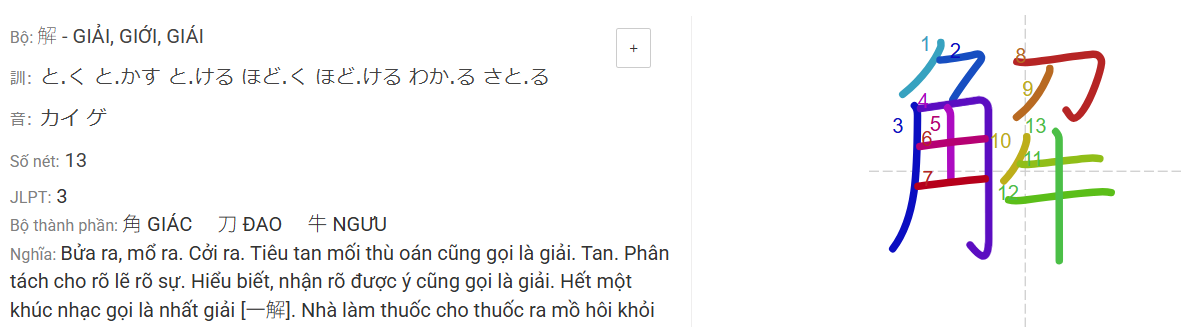 Bộ: 解 - GIẢI, GIỚI, GIÁI
+
訓: と.く と.かす と.ける ほど.く ほど.ける わか.る さと.る
音: カイ ゲ
Số nét: 13
JLPT: 3
Bộ thành phần: 角 GIÁC 刀 ĐAO 牛 NGƯU
Nghĩa: Bửa ra, mổ ra. Cởi ra. Tiêu tan mối thù oán cũng gọi là giải. Tan. Phân
tách cho rõ lẽ rõ sự. Hiểu biết, nhận rõ được ý cũng gọi là giải. Hết một
khúc nhạc gọi là nhất giải [一解]. Nhà làm thuốc cho thuốc ra mồ hôi khỏi
解
1 2 3 4 5 6 7 8 9 10 11 12 13